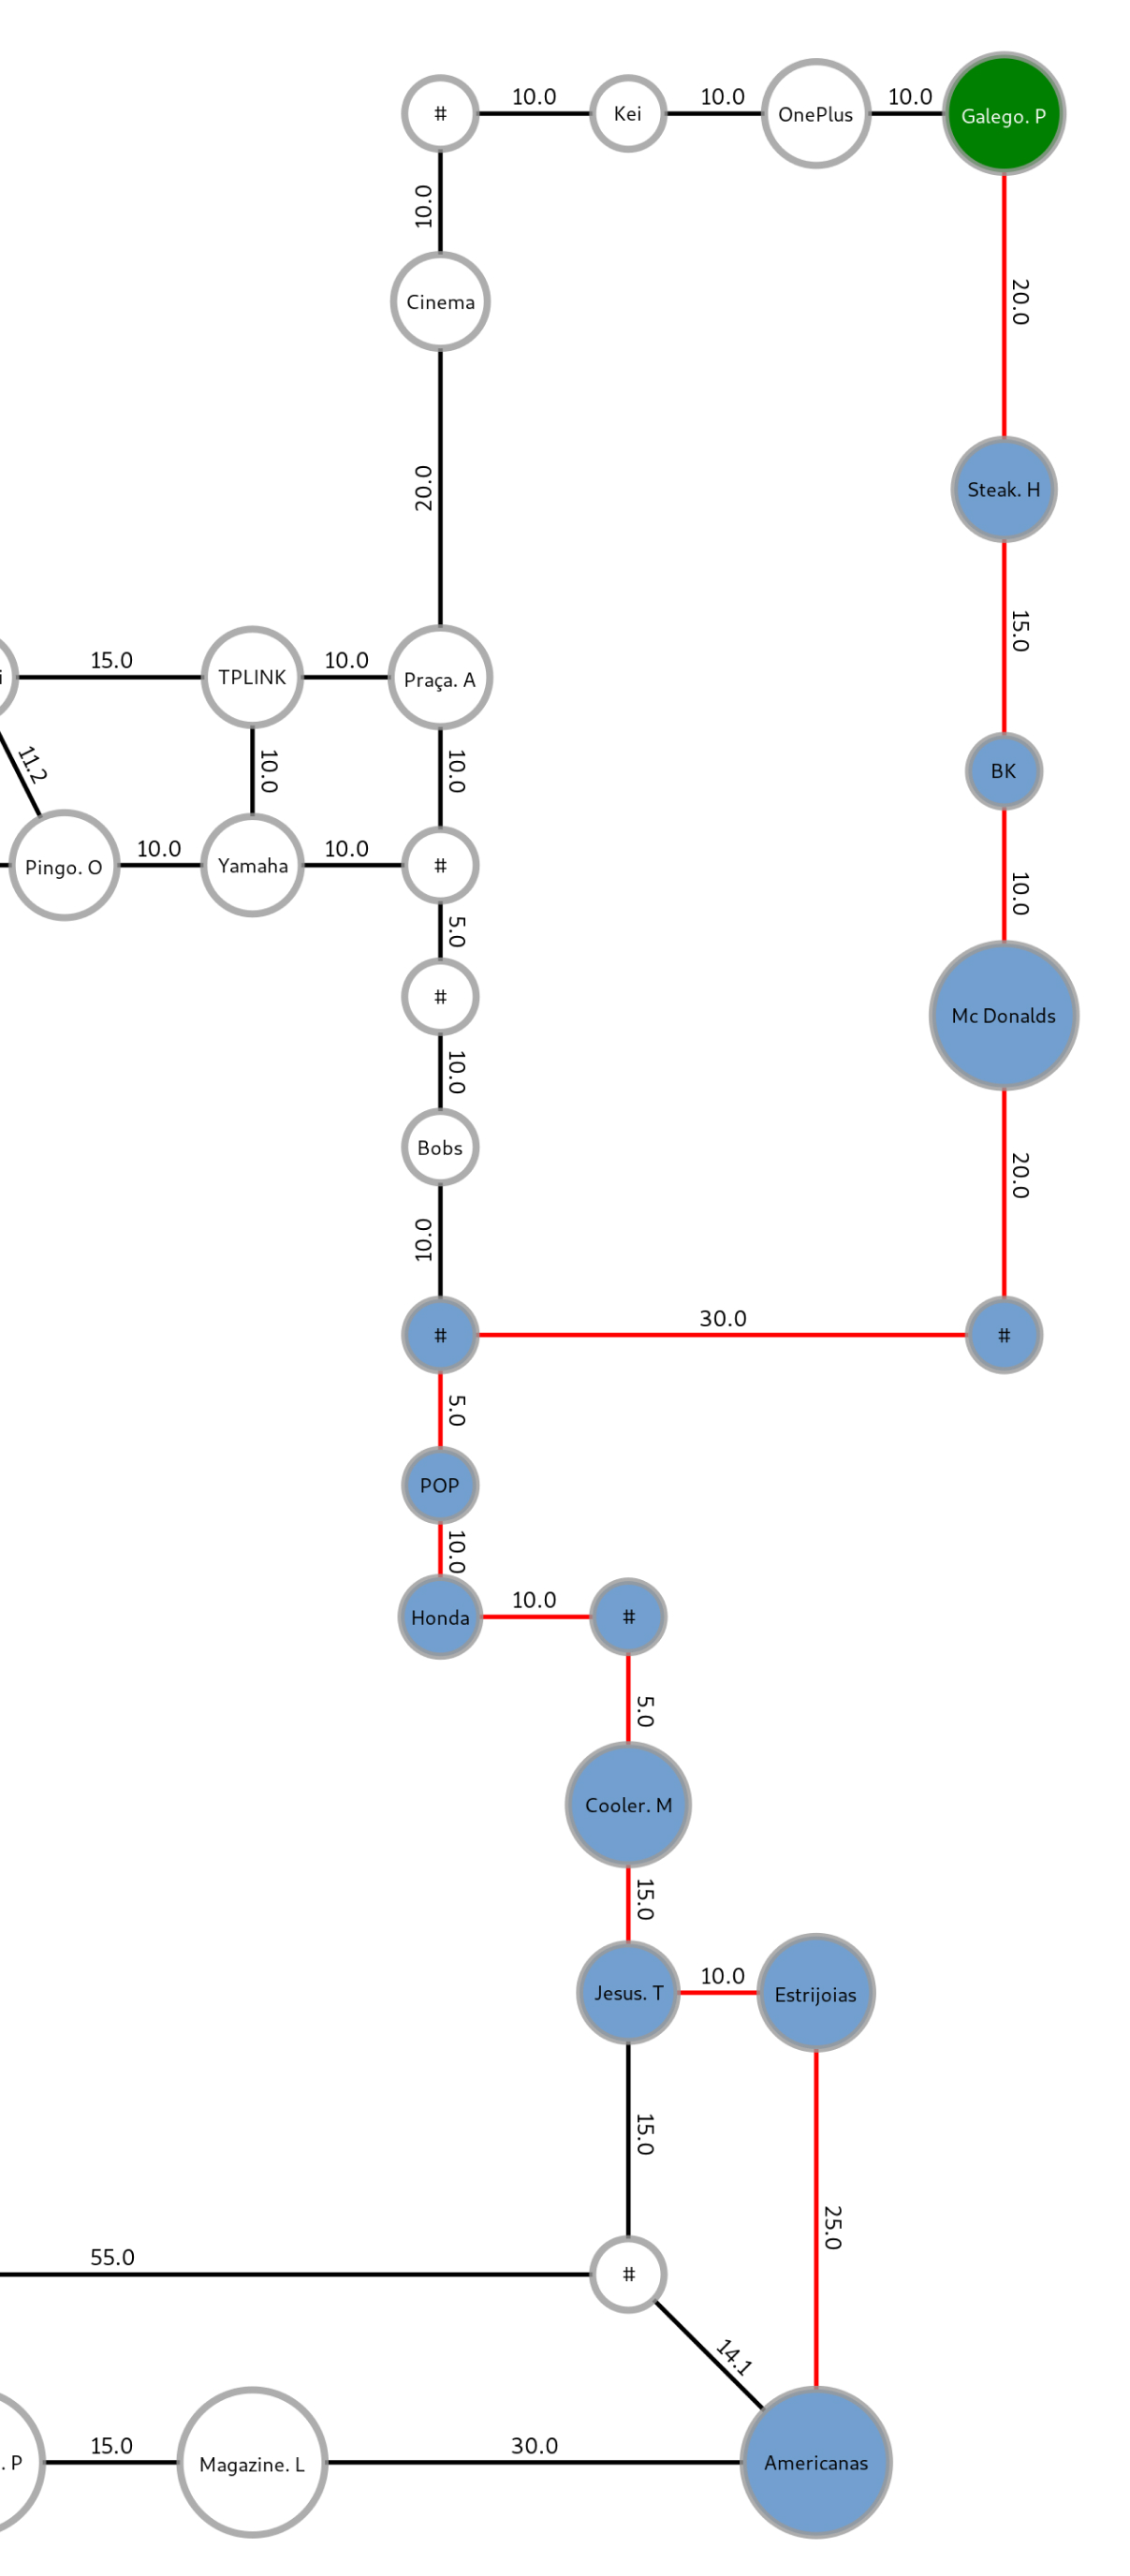 10.0
10.0
10.0
#
Kei
OnePlus
Galego. P
10.0
20.0
Cinema
20.0
Steak. H
15.0
15.0
10.0
i
TPLINK
Praça. A
11.2
10.0
10.0
BK
10.0
10.0
Pingo. O
Yamaha
#
10.0
5.0
#
Mc Donalds
10.0
Bobs
20.0
10.0
30.0
#
#
5.0
POP
10.0
10.0
Honda
#
5.0
Cooler. M
15.0
10.0
Jesus. T
Estrijoias
15.0
25.0
55.0
#
14.1
15.0
30.0
. P
Magazine. L
Americanas